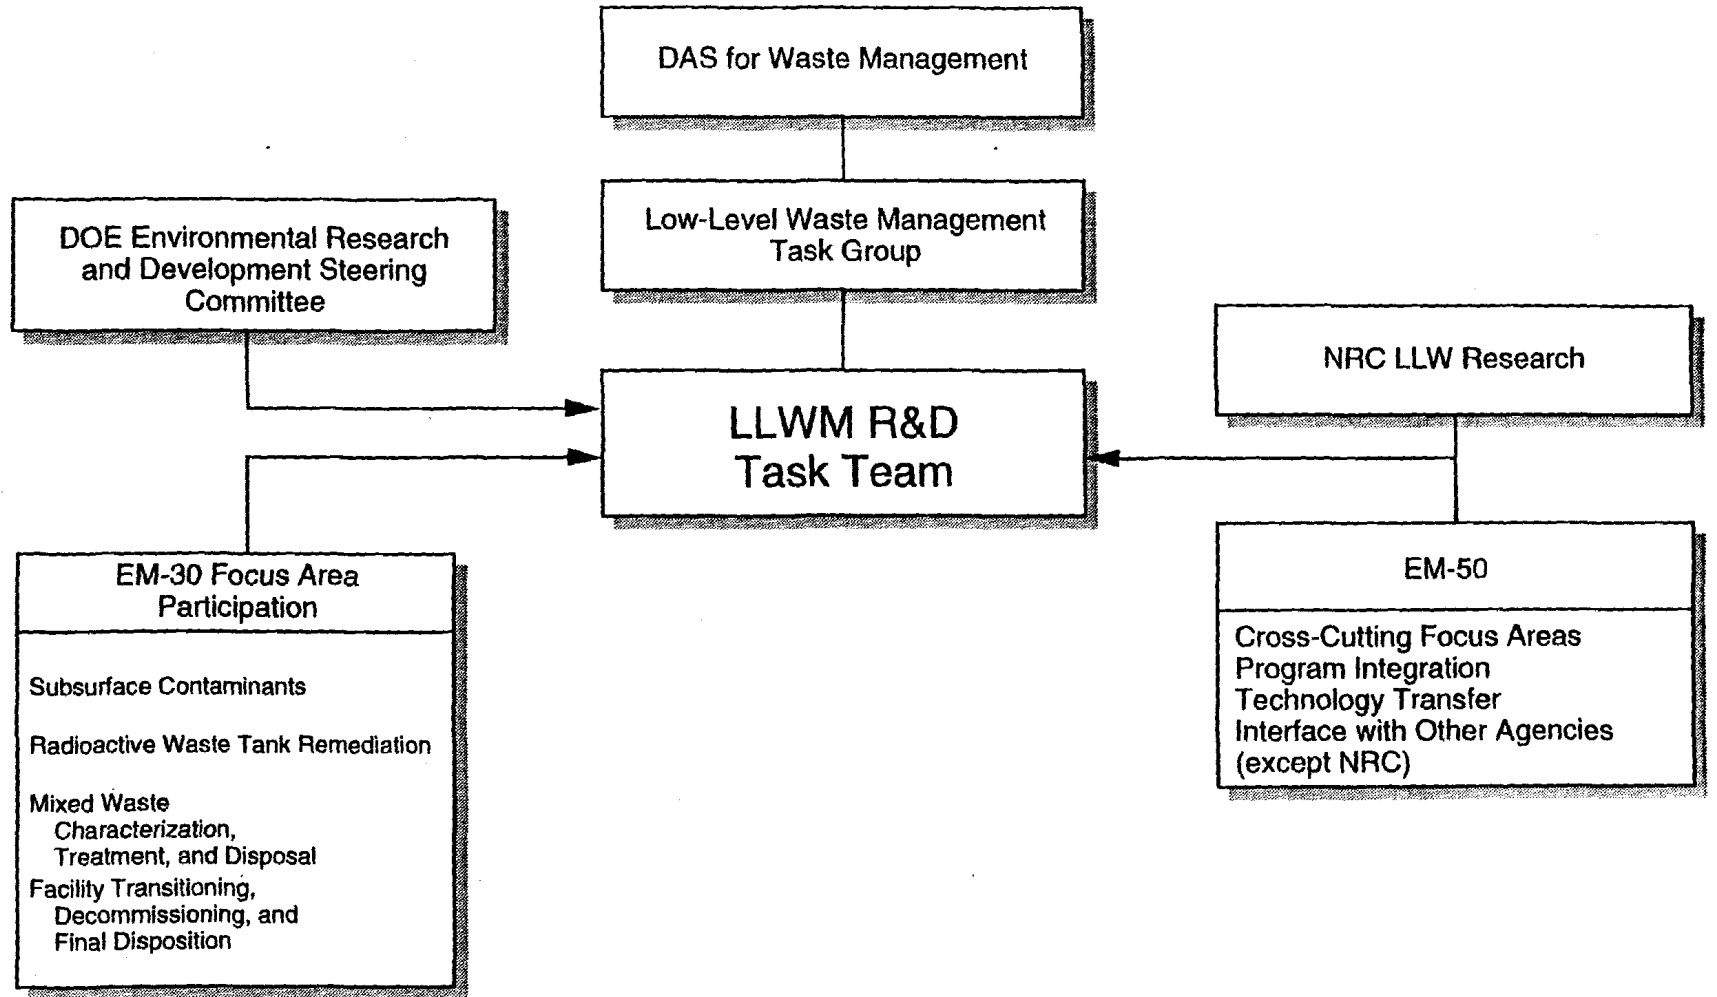 DAS for Waste Management
Low-Level Waste Management
Task Group
DOE Environmental Research
and Development Steering
Committee
NRC LLW Research
LLWM R&D
Task Team
EM-30 Focus Area
Participation
Subsurface Contaminants
Radioactive Waste Tank Remediation
Mixed Waste
Characterization,
Treatment, and Disposal
Facility Transitioning,
Decommissioning, and
Final Disposition
EM-50
Cross-Cutting Focus Areas
Program Integration
Technology Transfer
Interface with Other Agencies
(except NRC)